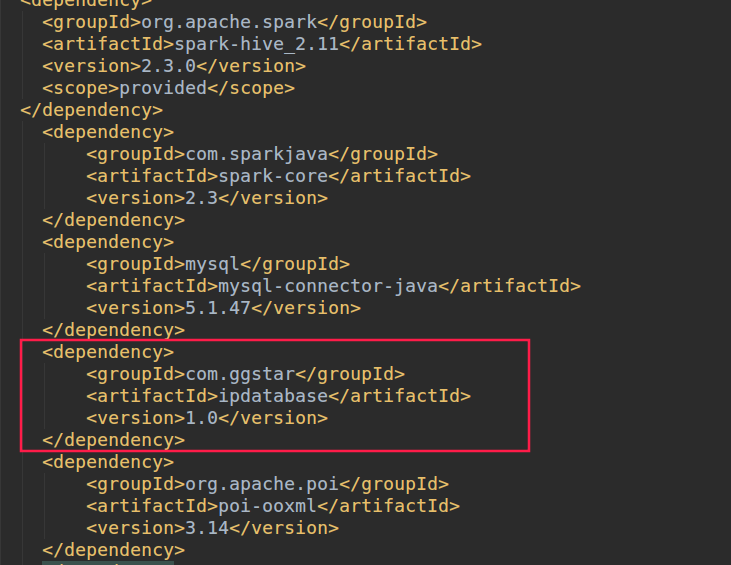 <dependency>
<groupId>org.apache.spark</groupId>
<artifactId>spark-hive_2.11</artifactId>
<version>2.3.0</version>
<scope>provided</scope>
</dependency>
<dependency>
<groupId>com.sparkjava</groupId>
<artifactId>spark-core</artifactId>
<version>2.3</version>
</dependency>
<dependency>
<groupId>mysql</groupId>
<artifactId>mysql-connector-java</artifactId>
<version>5.1.47</version>
</dependency>
<dependency>
<groupId>com.ggstar</groupId>
<artifactId>ipdatabase</artifactId>
<version>1.0</version>
</dependency>
<dependency>
<groupId>org.apache.poi</groupId>
<artifactId>poi-ooxml</artifactId>
<version>3.14</version>
</dependency>